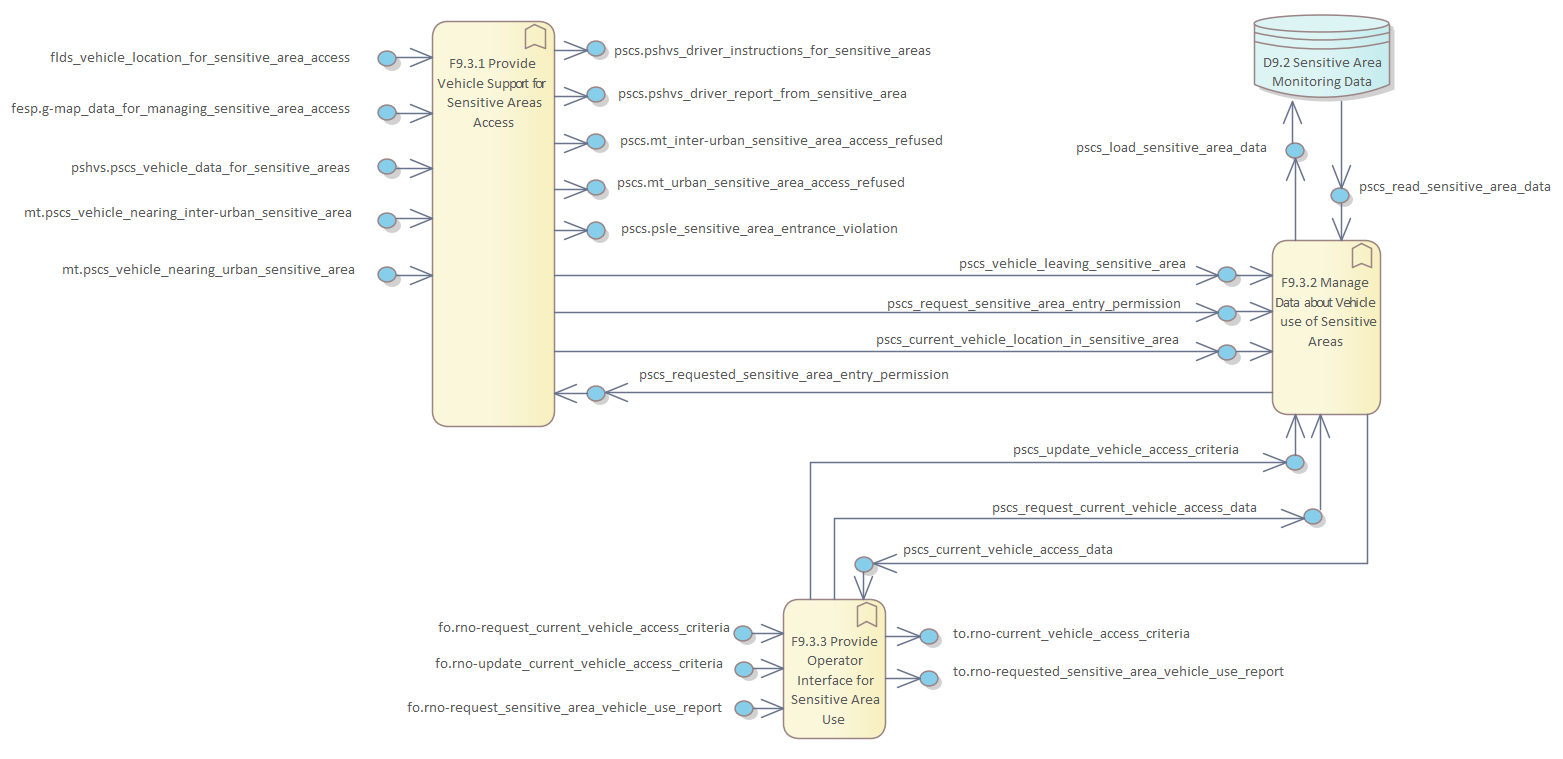 flds_vehicle_location_for_sensitive_area_access
fesp.g-map_data_for_managing_sensitive_area_access
pshvs.pscs_vehicle_data_for_sensitive_areas
mt.pscs_vehicle_nearing_inter-urban_sensitive_area
mt.pscs_vehicle_nearing_urban_sensitive_area
F9.3.1 Provide
Vehicle Support for
Sensitive Areas
Access
pscs.pshvs_driver_instructions_for_sensitive_areas
pscs.pshvs_driver_report_from_sensitive_area
pscs.mt_inter-urban_sensitive_area_access_refused
pscs.mt_urban_sensitive_area_access_refused
pscs.psle_sensitive_area_entrance_violation
D9.2 Sensitive Area
Monitoring Data
pscs_load_sensitive_area_data
pscs_read_sensitive_area_data
pscs_vehicle_leaving_sensitive_area
pscs_request_sensitive_area_entry_permission
pscs_current_vehicle_location_in_sensitive_area
pscs_requested_sensitive_area_entry_permission
F9.3.2 Manage
Data about Vehicle
use of Sensitive
Areas
pscs_update_vehicle_access_criteria
pscs_request_current_vehicle_access_data
pscs_current_vehicle_access_data
fo.rno-request_current_vehicle_access_criteria
fo.rno-update_current_vehicle_access_criteria
fo.rno-request_sensitive_area_vehicle_use_report
F9.3.3 Provide
Operator
Interface for
Sensitive Area
Use
to.rno-current_vehicle_access_criteria
to.rno-requested_sensitive_area_vehicle_use_report